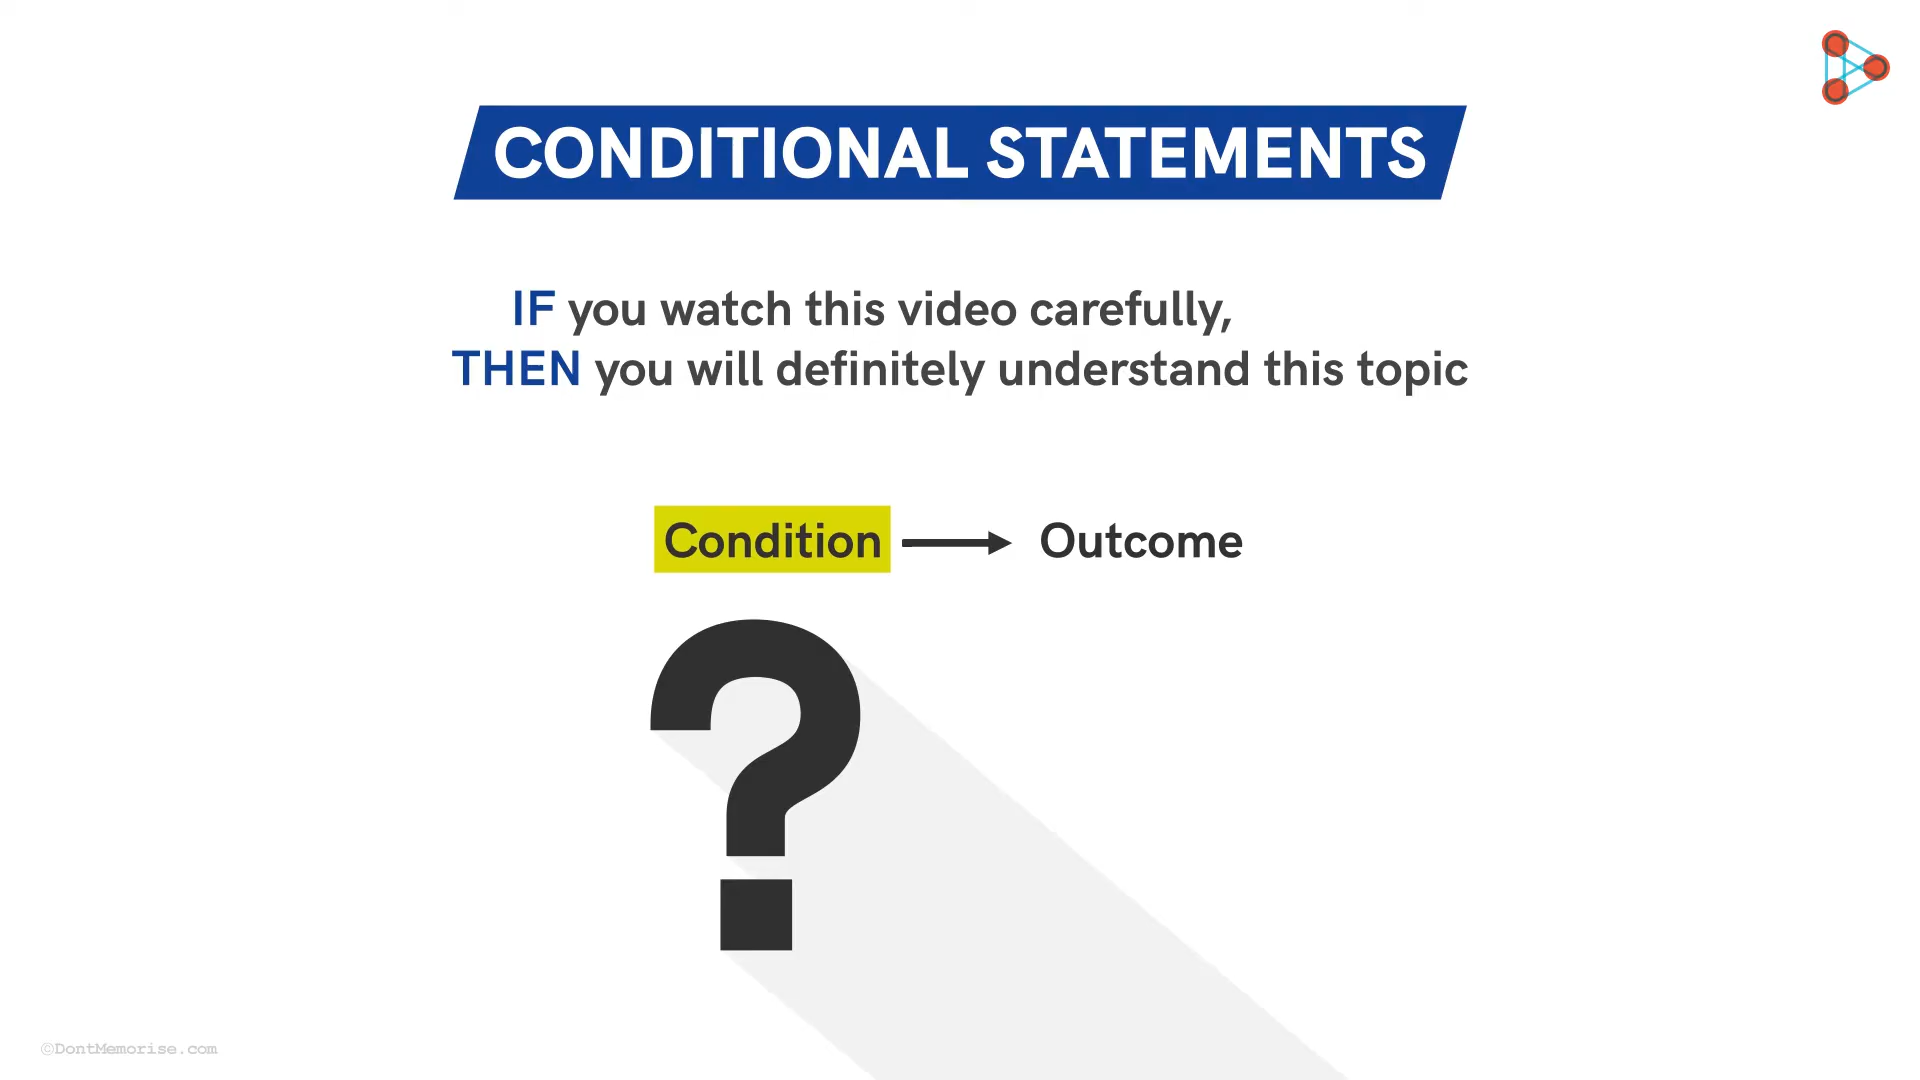 CONDITIONAL STATEMENTS
IF you watch this video carefully,
THEN you will definitely understand this topic
Condition → Outcome
?
©DontMemorise.com